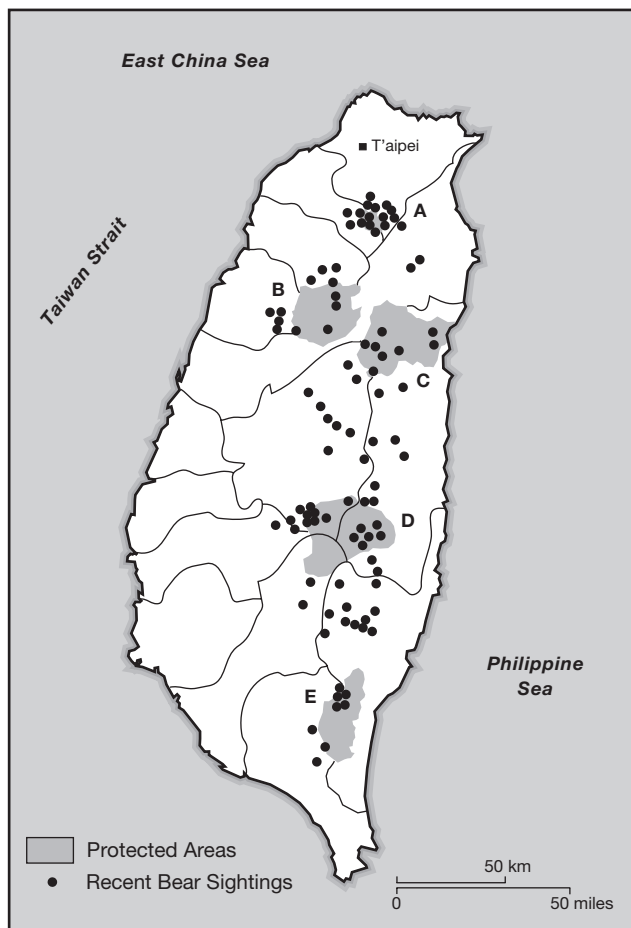 East China Sea
T'aipei
A
Taiwan Strait
B
C
D
Philippine
Sea
E
Protected Areas
Recent Bear Sightings
50 km
0
50 miles